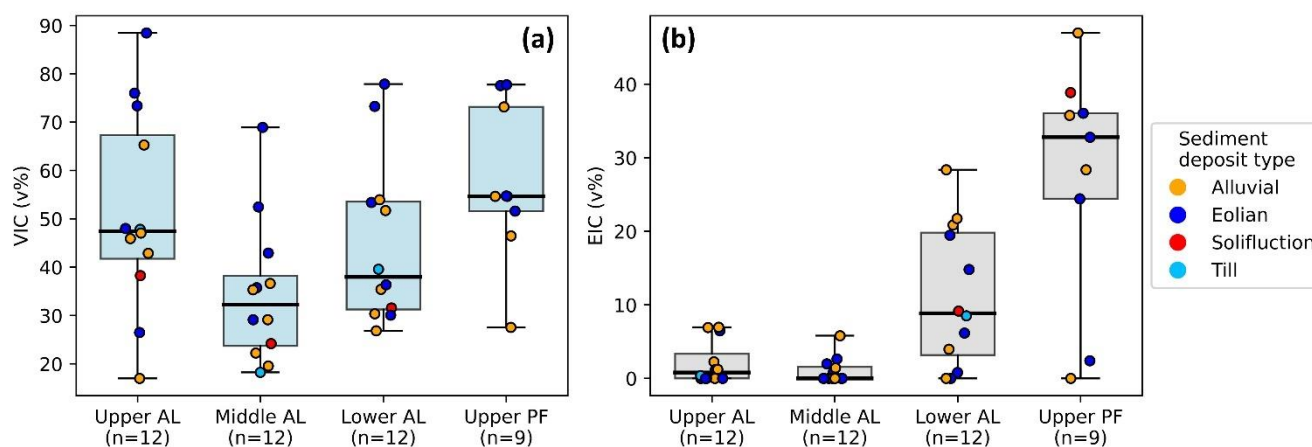 (a)
VIC (v%)
90
80
70
60
50
40
30
20
Upper AL
(n=12)
Middle AL
(n=12)
Lower AL
(n=12)
Upper PF
(n=9)
(b)
EIC (v%)
40
30
20
10
0
Upper AL
(n=12)
Middle AL
(n=12)
Lower AL
(n=12)
Upper PF
(n=9)
Sediment
deposit type
Alluvial
Eolian
Solifluction
Till